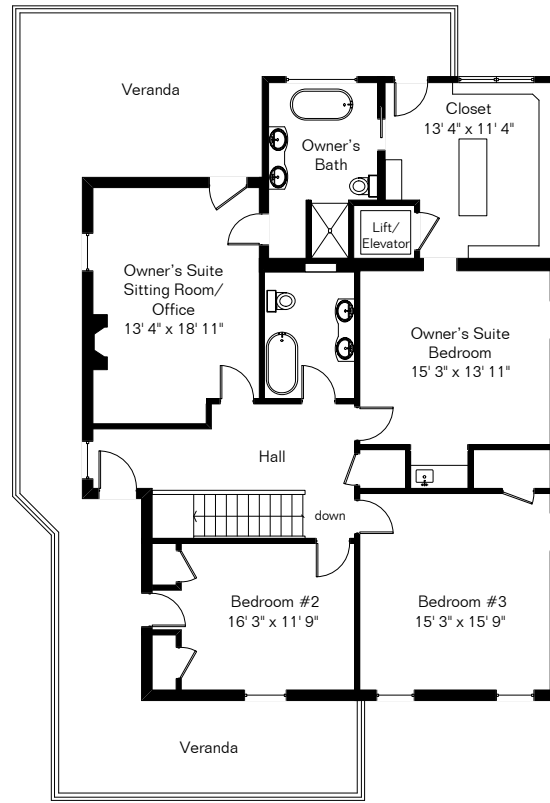 Veranda
Closet
13' 4" x 11' 4"
Owner's
Bath
Lift/
Elevator
Owner's Suite
Sitting Room/
Office
13' 4" x 18' 11"
Owner's Suite
Bedroom
15' 3" x 13' 11"
Hall
down
Bedroom #2
16' 3" x 11' 9"
Bedroom #3
15' 3" x 15' 9"
Veranda